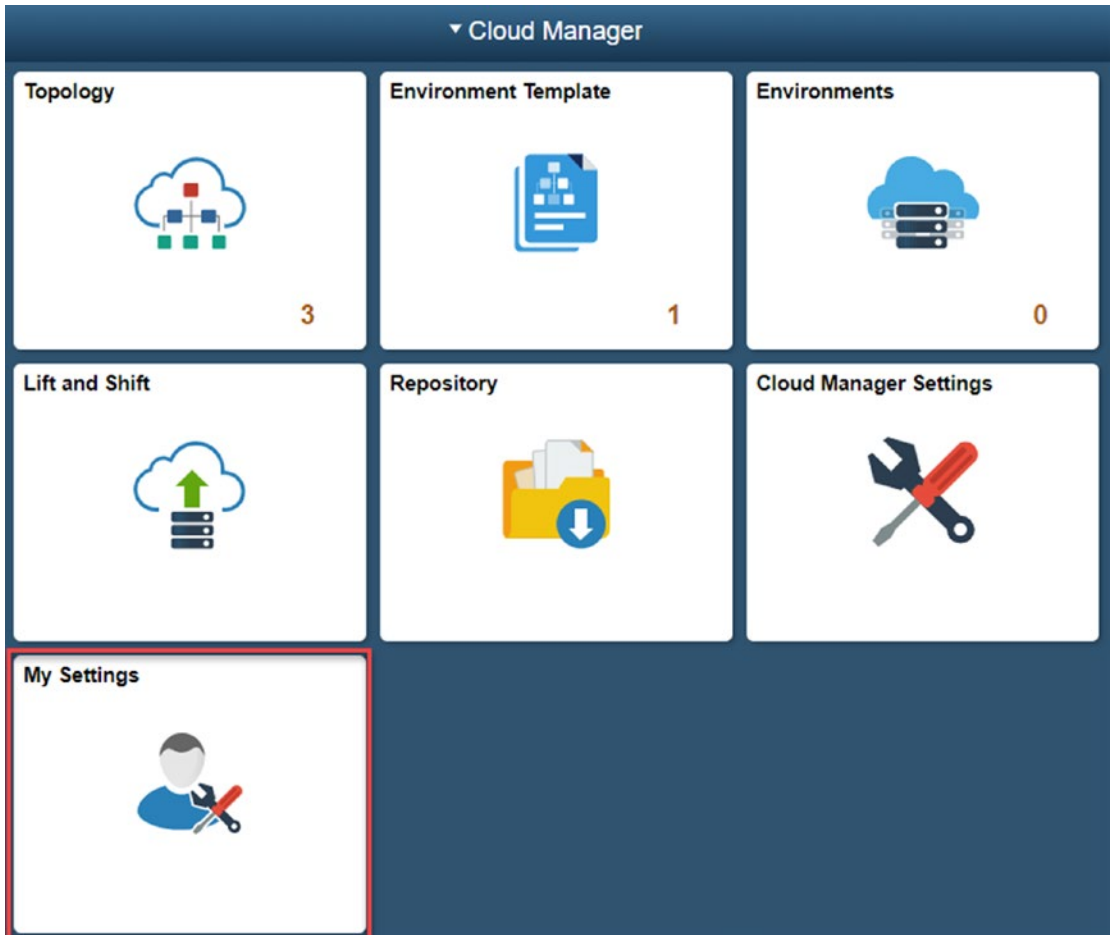 Cloud Manager
Topology
Environment Template
Environments
3
1
0
Lift and Shift
Repository
Cloud Manager Settings
My Settings